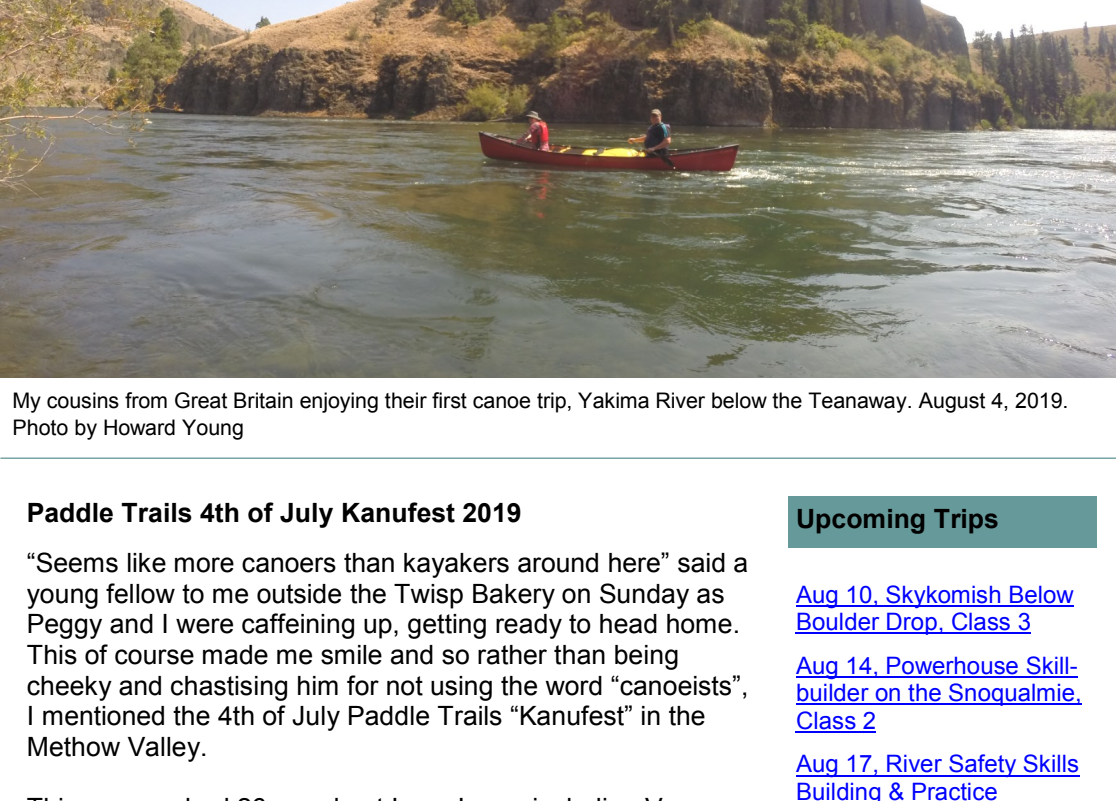 My cousins from Great Britain enjoying their first canoe trip, Yakima River below the Teanaway. August 4, 2019.
Photo by Howard Young
Paddle Trails 4th of July Kanufest 2019
“Seems like more canoers than kayakers around here” said a
young fellow to me outside the Twisp Bakery on Sunday as
Peggy and I were caffeining up, getting ready to head home.
This of course made me smile and so rather than being
cheeky and chastising him for not using the word “canoeists”,
I mentioned the 4th of July Paddle Trails “Kanufest” in the
Methow Valley.
Upcoming Trips
Aug 10, Skykomish Below
Boulder Drop, Class 3
Aug 14, Powerhouse Skill-
builder on the Snoqualmie,
Class 2
Aug 17, River Safety Skills
Building & Practice